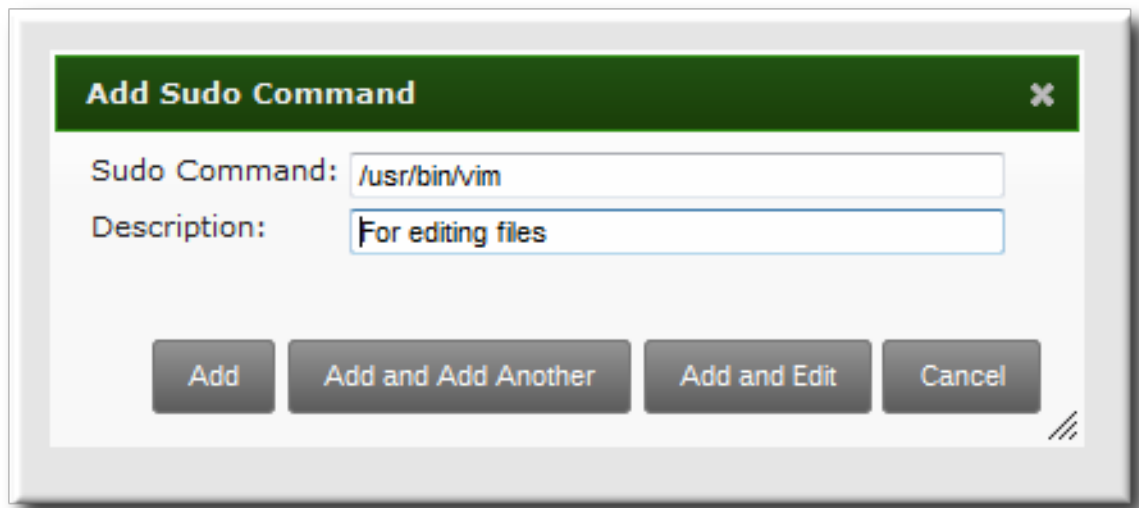 Add Sudo Command
Sudo Command: /usr/bin/vim
Description: For editing files
Add Add and Add Another Add and Edit Cancel